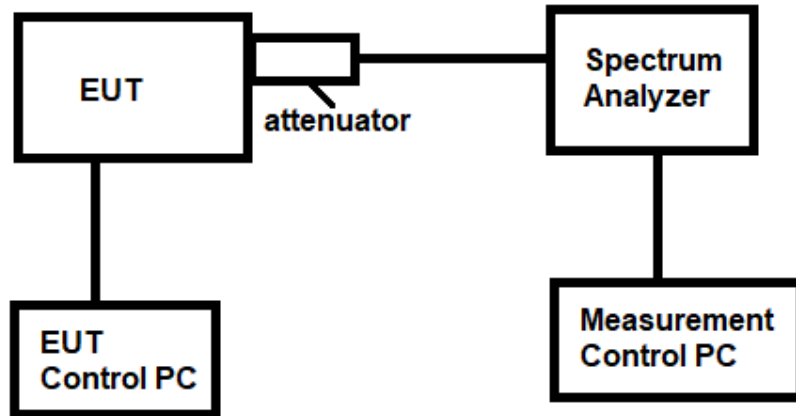 EUT
attenuator
Spectrum
Analyzer
EUT
Control PC
Measurement
Control PC